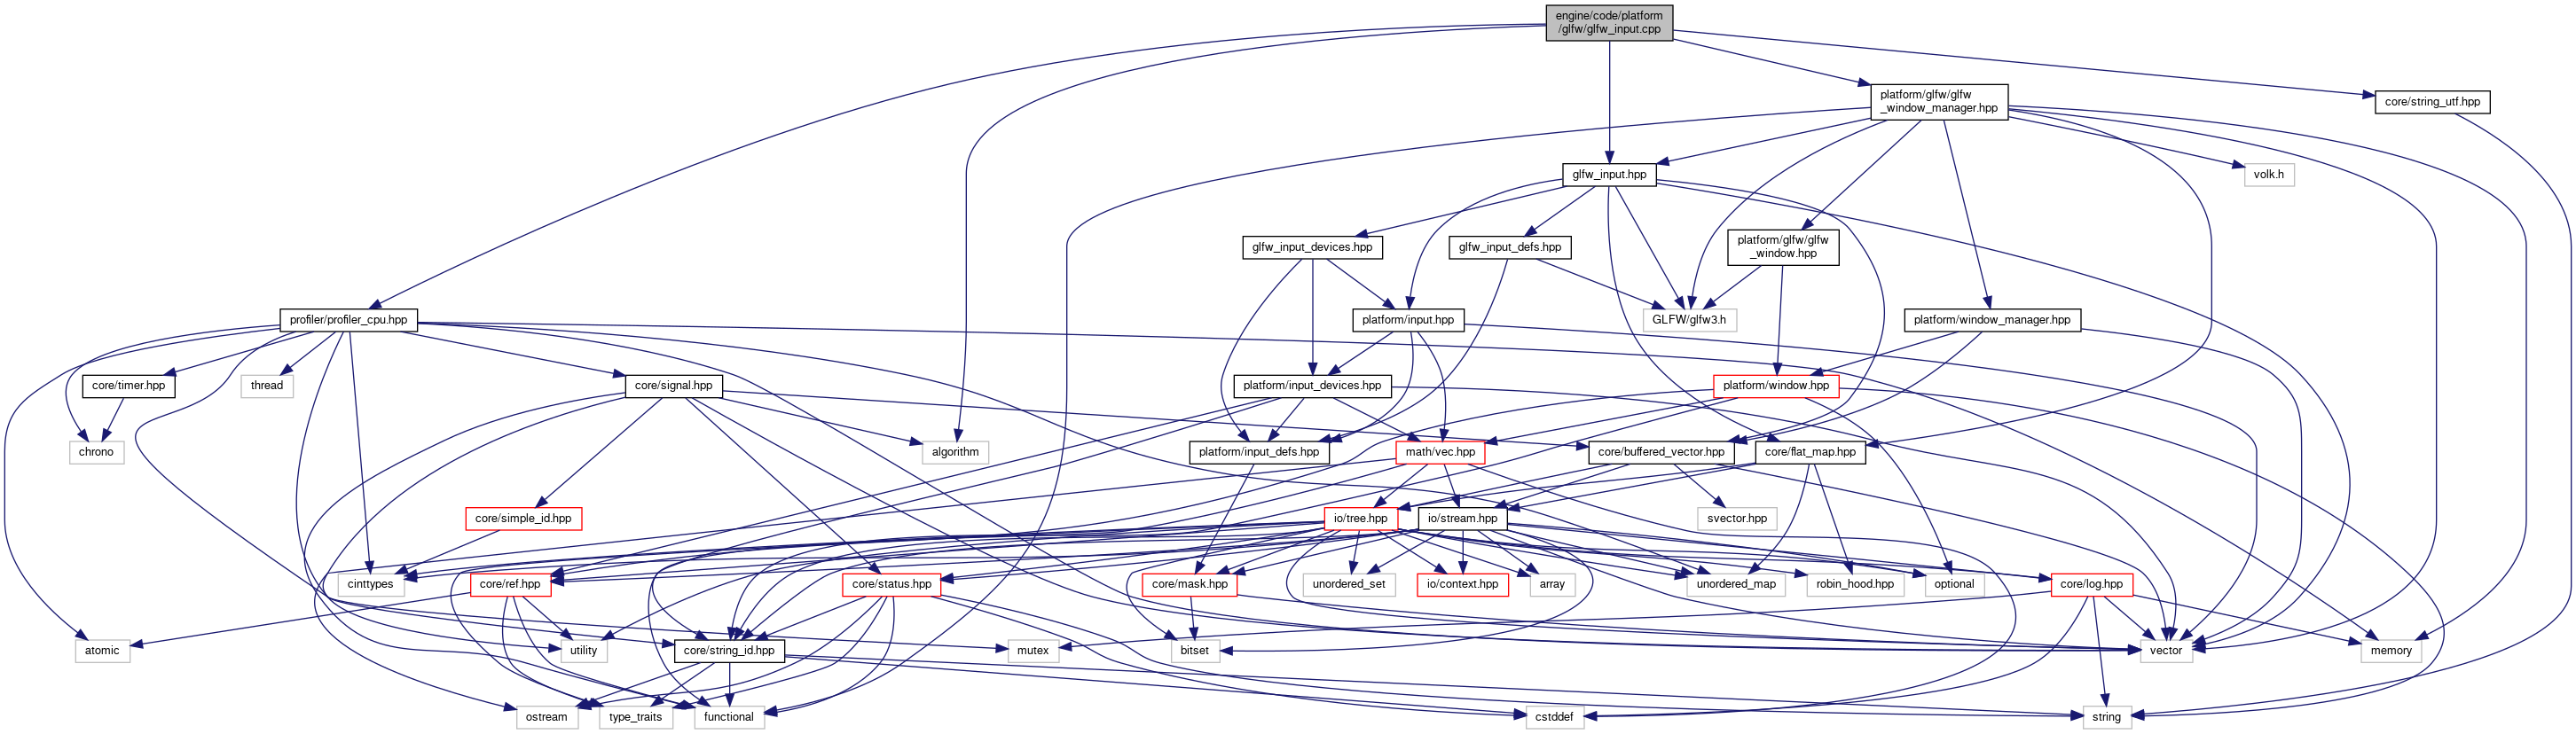 engine/code/platform
/glfw/glfw_input.cpp
platform/glfw/glfw
_window_manager.hpp
core/string_utf.hpp
glfw_input.hpp
volk.h
glfw_input_devices.hpp
glfw_input_defs.hpp
platform/glfw/glfw
_window.hpp
profiler/profiler_cpu.hpp
platform/input.hpp
GLFW/glfw3.h
platform/window_manager.hpp
core/timer.hpp
thread
core/signal.hpp
platform/input_devices.hpp
platform/window.hpp
chrono
algorithm
platform/input_defs.hpp
math/vec.hpp
core/buffered_vector.hpp
core/flat_map.hpp
core/simple_id.hpp
io/tree.hpp
io/stream.hpp
svector.hpp
cinttypes
core/ref.hpp
core/status.hpp
core/mask.hpp
unordered_set
io/context.hpp
array
unordered_map
robin_hood.hpp
optional
core/log.hpp
atomic
utility
core/string_id.hpp
mutex
bitset
vector
memory
ostream
type_traits
functional
cstddef
string